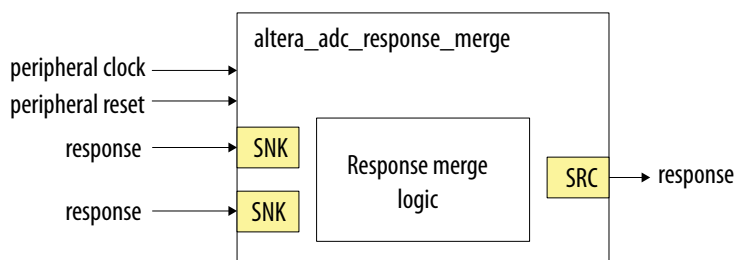 altera_adc_response_merge
peripheral clock
peripheral reset
response
SNK
Response merge
logic
SRC
response
response
SNK